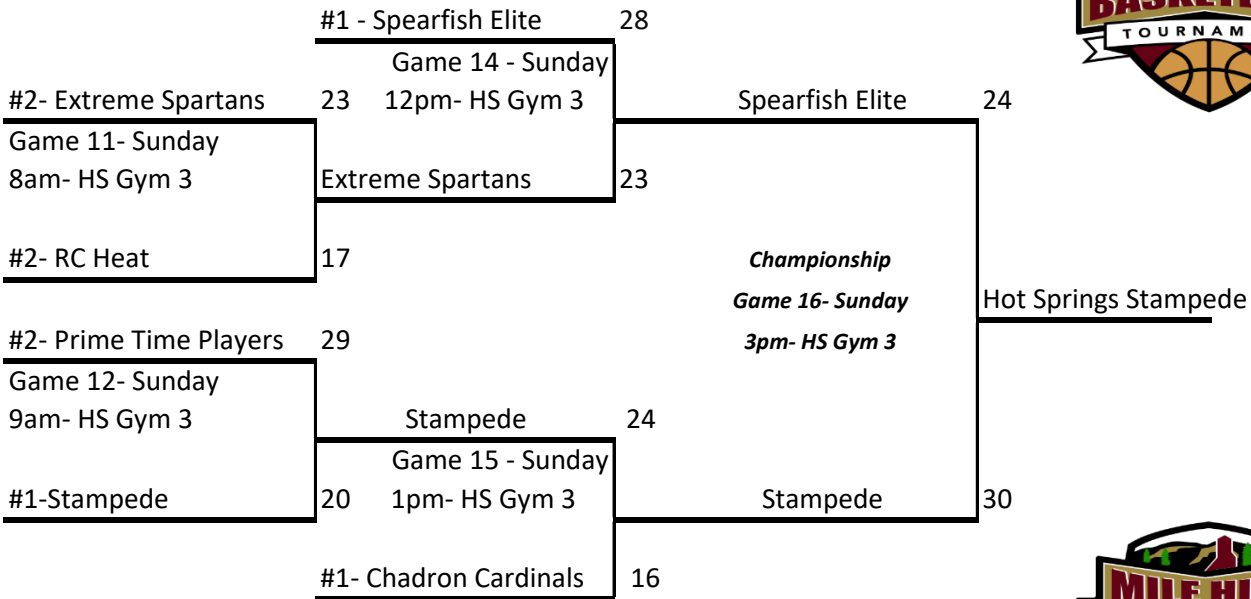 #1 - Spearfish Elite 28
Game 14 - Sunday
#2- Extreme Spartans 23 12pm- HS Gym 3 Spearfish Elite 24
Game 11- Sunday
8am- HS Gym 3 Extreme Spartans 23
#2- RC Heat 17 Championship
Game 16- Sunday Hot Springs Stampede
#2- Prime Time Players 29 3pm- HS Gym 3
Game 12- Sunday
9am- HS Gym 3 Stampede 24
Game 15 - Sunday
#1-Stampede 20 1pm- HS Gym 3 Stampede 30
#1- Chadron Cardinals 16
MILE